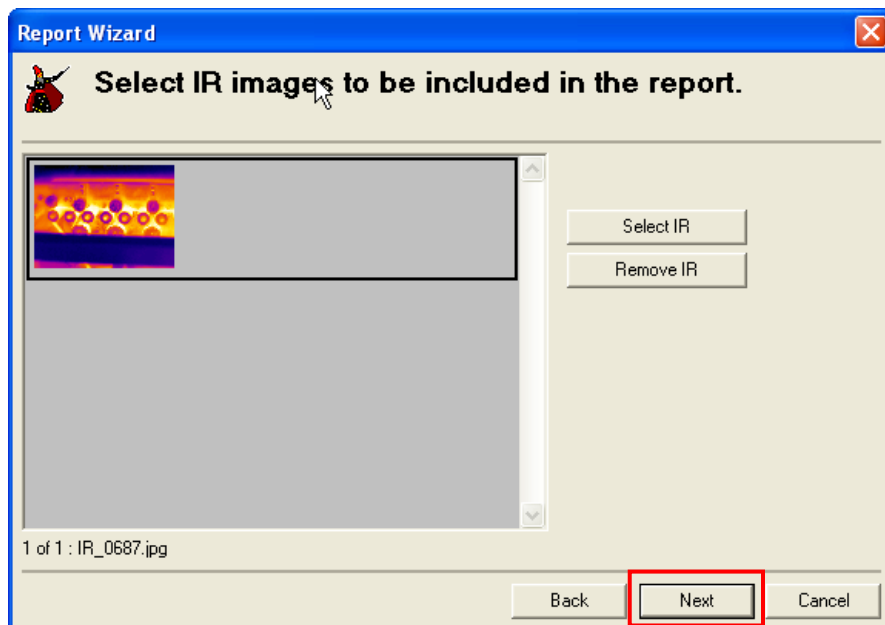 Report Wizard
Select IR images to be included in the report.
Select IR
Remove IR
1 of 1 : IR_0687.jpg
Back Next Cancel